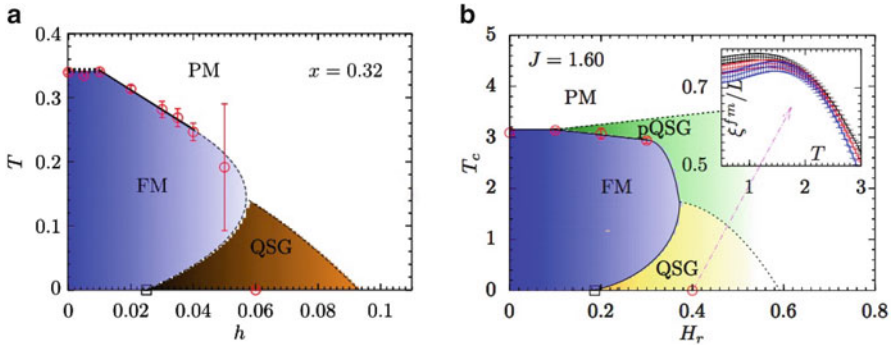 a
0.4
0.3
0.2
0.1
0
T
PM
x = 0.32
FM
QSG
0
0.02
0.04
0.06
0.08
0.1
h
b
5
4
3
2
1
0
T_c
J = 1.60
PM
pQSG
FM
QSG
0
0.2
0.4
0.6
0.8
H_r
ξ^{fm}/L
0.7
0.5
T
1
2
3